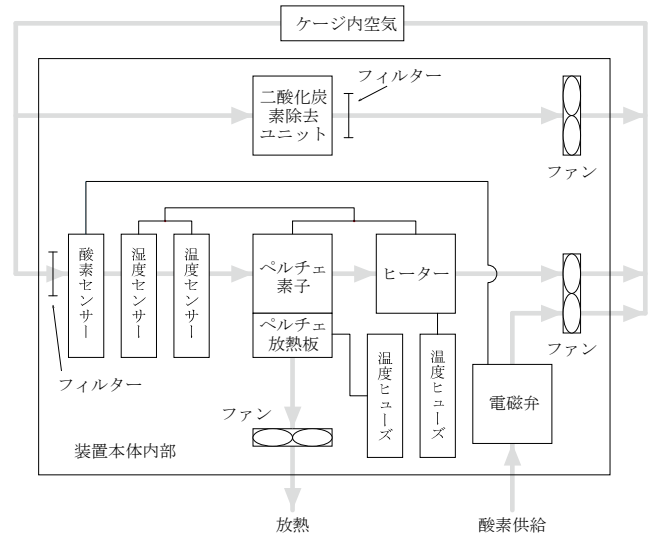 ケージ内空気
フィルター
二酸化炭
素除去
ユニット
ファン
酸素センサー
湿度センサー
温度センサー
ペルチェ
素子
ヒーター
ペルチェ
放熱板
ファン
フィルター
温度ヒューズ
温度ヒューズ
電磁弁
ファン
装置本体内部
放熱
酸素供給